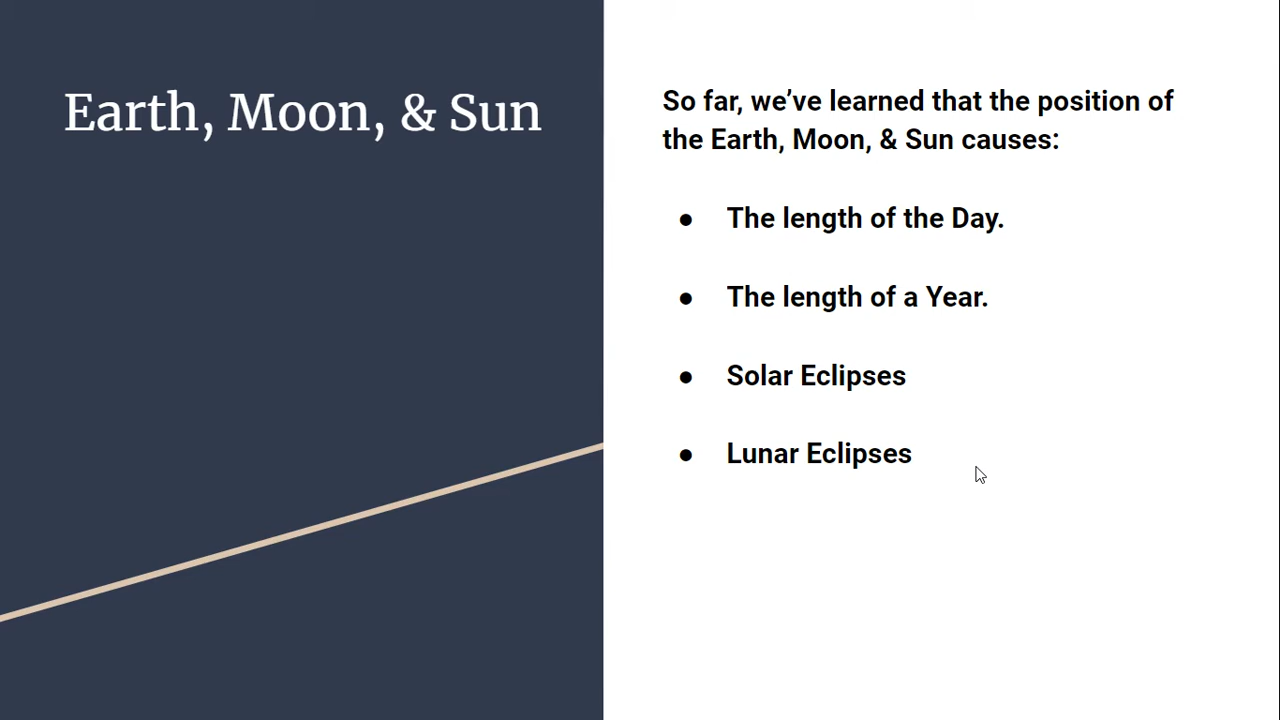 Earth, Moon, & Sun
So far, we’ve learned that the position of
the Earth, Moon, & Sun causes:
● The length of the Day.
● The length of a Year.
● Solar Eclipses
● Lunar Eclipses